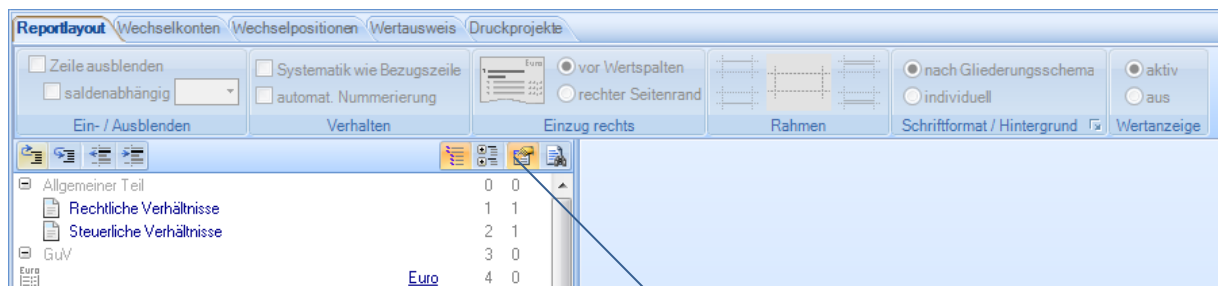 Reportlayout Wechselkonten Wechselpositionen Wertausweis Druckprojekte
Zeile ausblenden
saldenabhängig
Ein- / Ausblenden
Systematik wie Bezugszeile
automat. Nummerierung
Verhalten
Euro
vor Wertspalten
rechter Seitenrand
Einzug rechts
Rahmen
nach Gliederungsschema
individuell
Schriftformat / Hintergrund
aktiv
aus
Wertanzeige
Allgemeiner Teil 0 0
Rechtliche Verhältnisse 1 1
Steuerliche Verhältnisse 2 1
GuV 3 0
Euro Euro 4 0